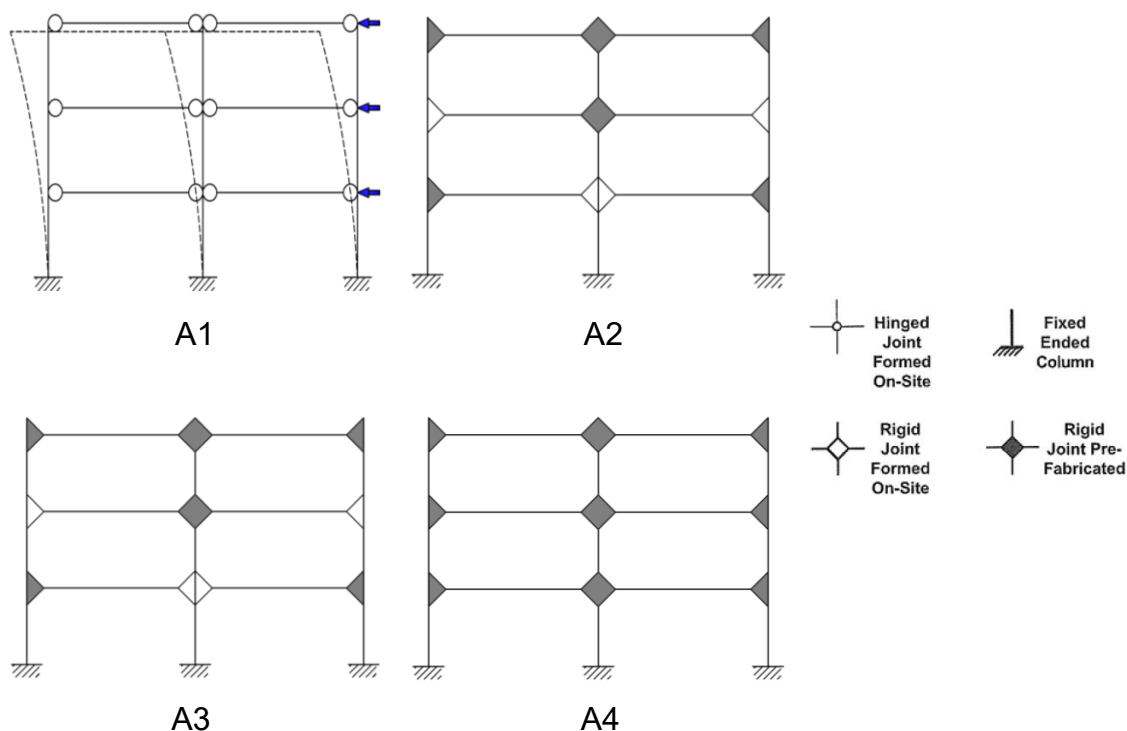 A1
A2
Hinged
Joint
Formed
On-Site
Fixed
Ended
Column
Rigid
Joint
Formed
On-Site
Rigid
Joint Pre-
Fabricated
A3
A4